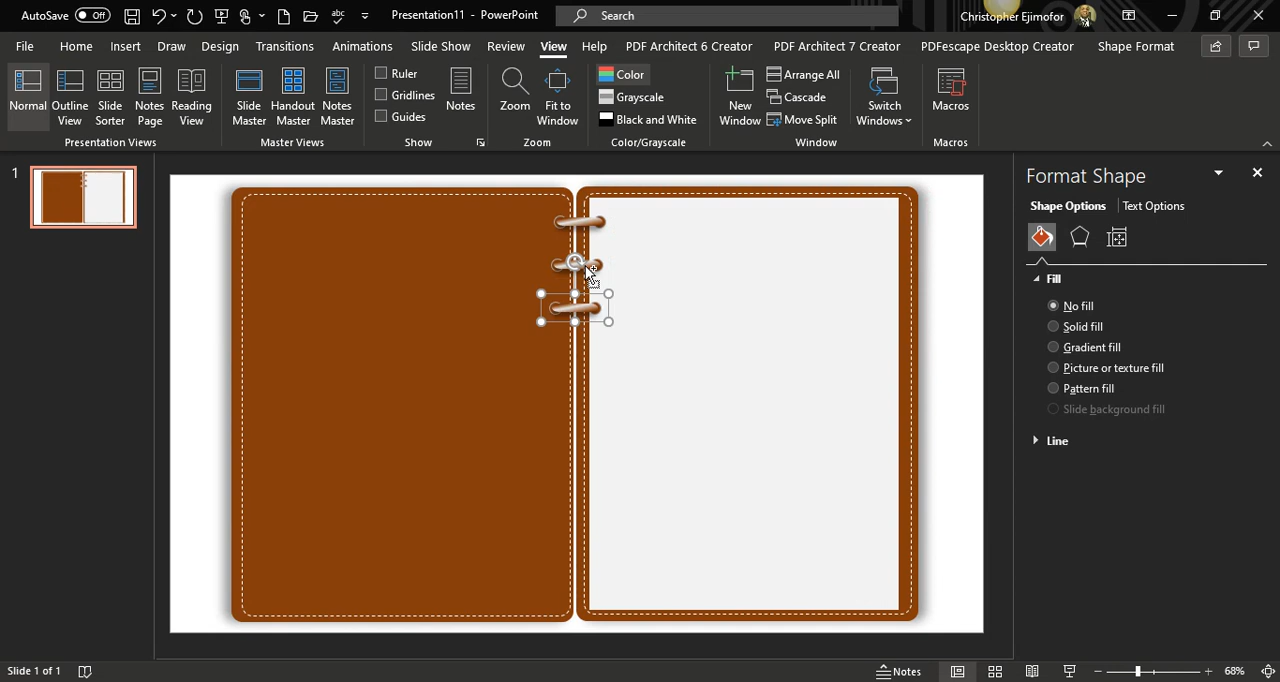 AutoSave Off Presentation11 - PowerPoint Search Christopher Ejimofor
File Home Insert Draw Design Transitions Animations Slide Show Review View Help PDF Architect 6 Creator PDF Architect 7 Creator PDFescape Desktop Creator Shape Format
Normal Outline View Slide Sorter Notes Page Reading View
Presentation Views
Slide Master Handout Master Notes Master
Master Views
Ruler
Gridlines
Guides
Notes
Show
Zoom Fit to Window
Zoom
Color
Grayscale
Black and White
Color/Grayscale
New Window
Arrange All
Cascade
Move Split
Switch Windows
Window
Macros
Macros
1
Format Shape
Shape Options Text Options
Fill
No fill
Solid fill
Gradient fill
Picture or texture fill
Pattern fill
Slide background fill
Line
Slide 1 of 1 Notes 68%